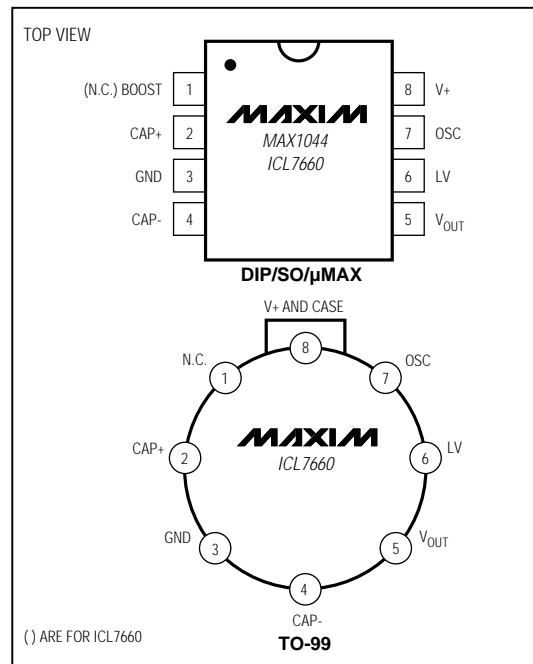 TOP VIEW
(N.C.) BOOST 1 8 V+
CAP+ 2 7 OSC
GND 3 6 LV
CAP- 4 5 VOUT
MAXIM
MAX1044
ICL7660
DIP/SO/µMAX
V+ AND CASE
8
N.C. 1 7 OSC
CAP+ 2 6 LV
MAXIM
ICL7660
GND 3 5 VOUT
4
CAP-
TO-99
( ) ARE FOR ICL7660